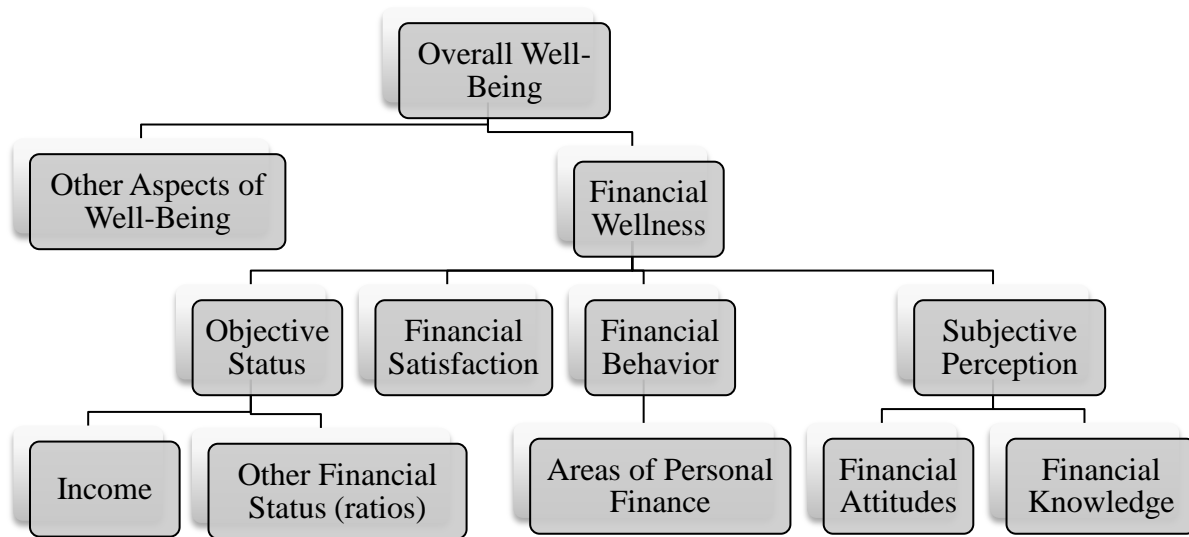 Overall Well-
Being
Other Aspects of
Well-Being
Financial
Wellness
Objective
Status
Financial
Satisfaction
Financial
Behavior
Subjective
Perception
Income
Other Financial
Status (ratios)
Areas of Personal
Finance
Financial
Attitudes
Financial
Knowledge